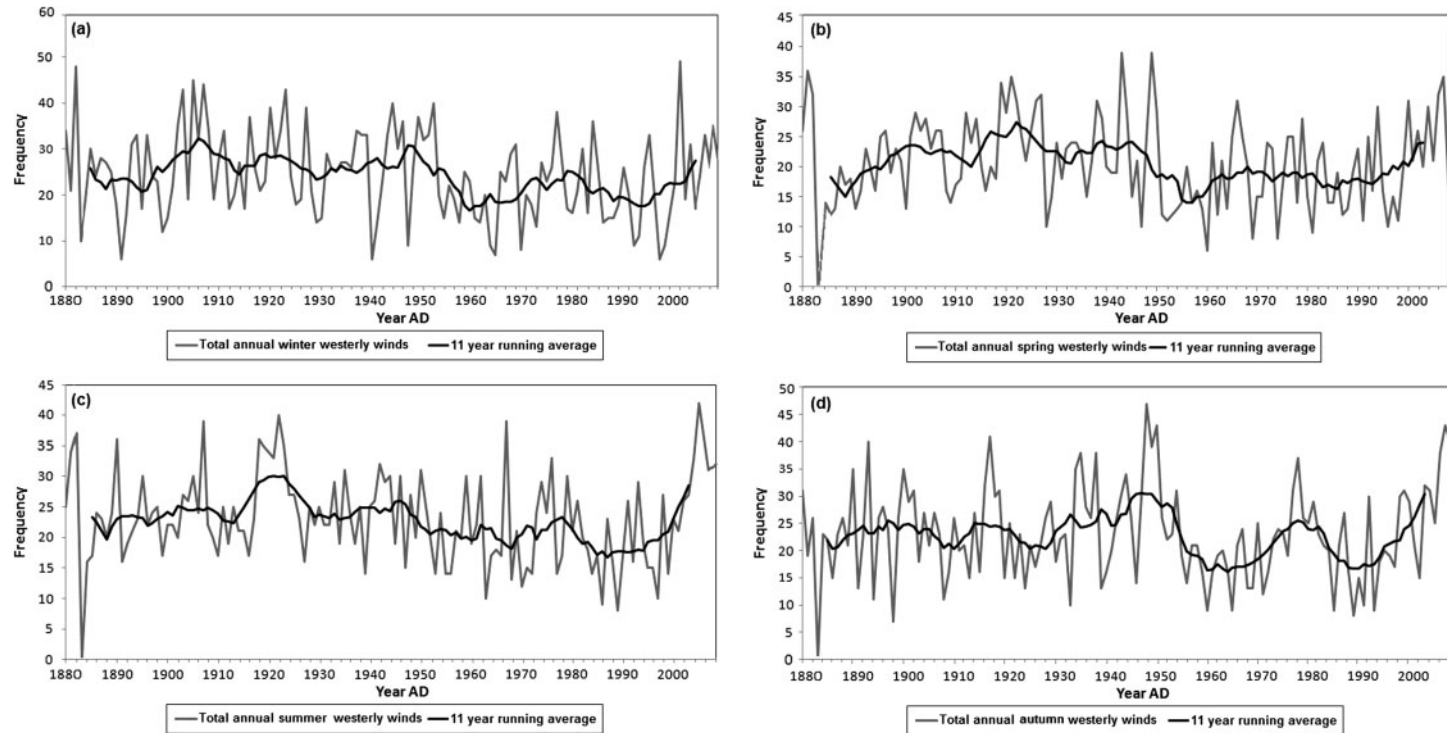 (a)
Frequency
60
50
40
30
20
10
0
1880 1890 1900 1910 1920 1930 1940 1950 1960 1970 1980 1990 2000
Year AD
Total annual winter westerly winds 11 year running average
(b)
Frequency
45
40
35
30
25
20
15
10
5
0
1880 1890 1900 1910 1920 1930 1940 1950 1960 1970 1980 1990 2000
Year AD
Total annual spring westerly winds 11 year running average
(c)
Frequency
45
40
35
30
25
20
15
10
5
0
1880 1890 1900 1910 1920 1930 1940 1950 1960 1970 1980 1990 2000
Year AD
Total annual summer westerly winds 11 year running average
(d)
Frequency
50
45
40
35
30
25
20
15
10
5
0
1880 1890 1900 1910 1920 1930 1940 1950 1960 1970 1980 1990 2000
Year AD
Total annual autumn westerly winds 11 year running average